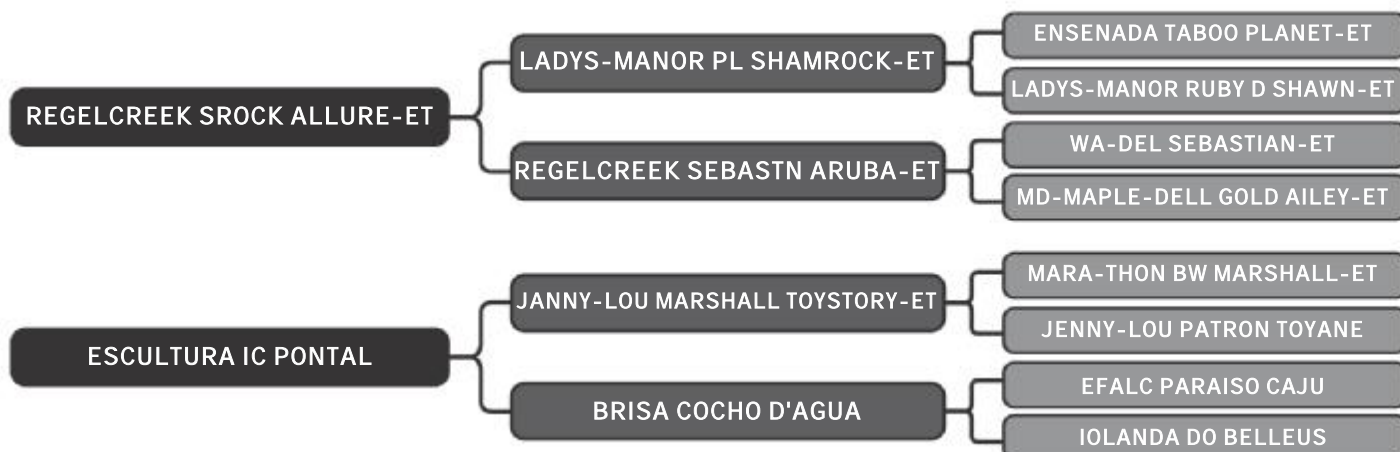 REGELCREEK SROCK ALLURE-ET
LADYS-MANOR PL SHAMROCK-ET
ENSENADA TABOO PLANET-ET
LADYS-MANOR RUBY D SHAWN-ET
REGELCREEK SEBASTN ARUBA-ET
WA-DEL SEBASTIAN-ET
MD-MAPLE-DELL GOLD AILEY-ET
ESCULTURA IC PONTAL
JANNY-LOU MARSHALL TOYSTORY-ET
MARA-THON BW MARSHALL-ET
JENNY-LOU PATRON TOYANE
BRISA COCHO D'AGUA
EFALC PARAISO CAJU
IOLANDA DO BELLEUS